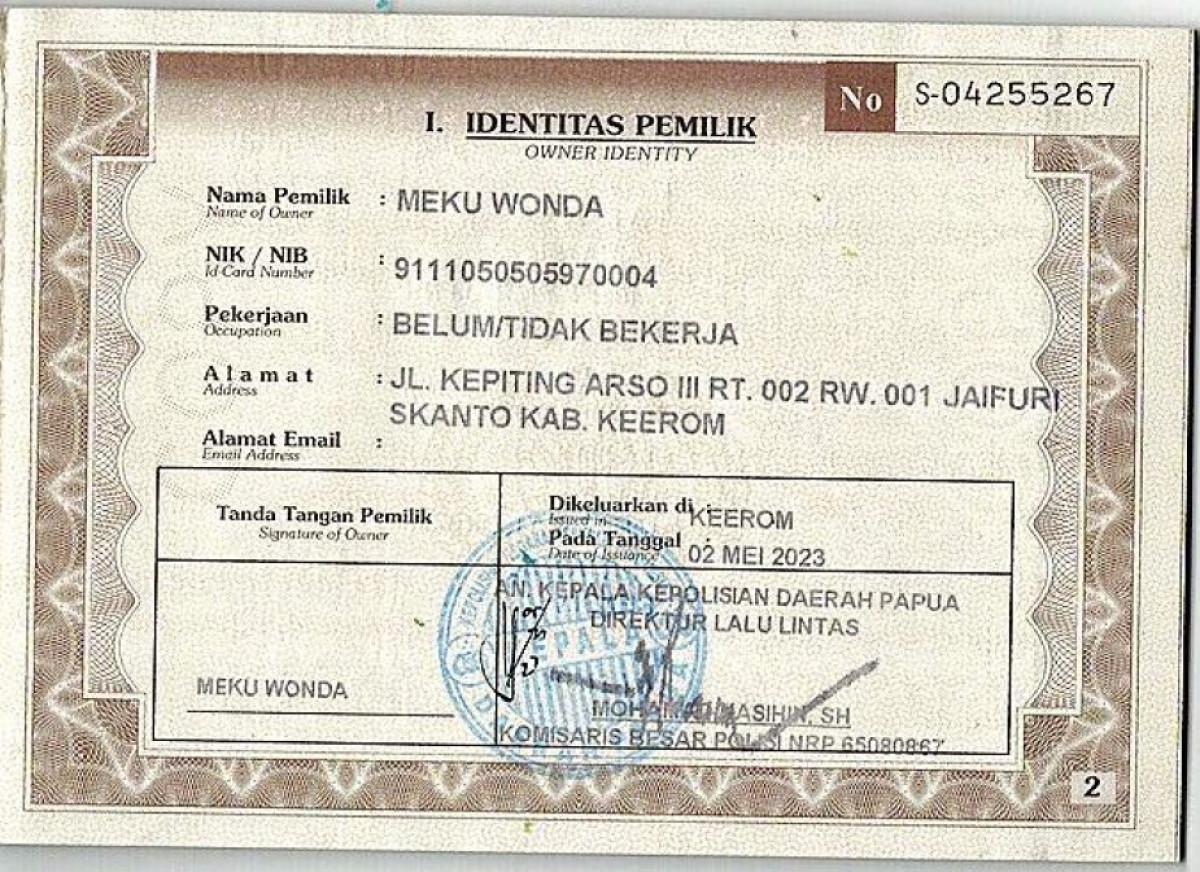 No S-04255267
I. IDENTITAS PEMILIK
OWNER IDENTITY
Nama Pemilik : MEKU WONDA
Name of Owner
NIK / NIB : 9111050505970004
Id Card Number
Pekerjaan : BELUM/TIDAK BEKERJA
Occupation
Alamat : JL. KEPITING ARSO III RT. 002 RW. 001 JAIFURI
Address
SKANTO KAB. KEEROM
Alamat Email :
Email Address
Tanda Tangan Pemilik
Signature of Owner
Dikeluarkan di : KEEROM
Issued in
Pada Tanggal : 02 MEI 2023
Date of Issuance
AN. KEPALA KEPOLISIAN DAERAH PAPUA
DIREKTUR LALU LINTAS
KEPALA
MEKU WONDA
MASIHIN, SH
KOMISARIS BESAR POLISI NRP 65080867
2